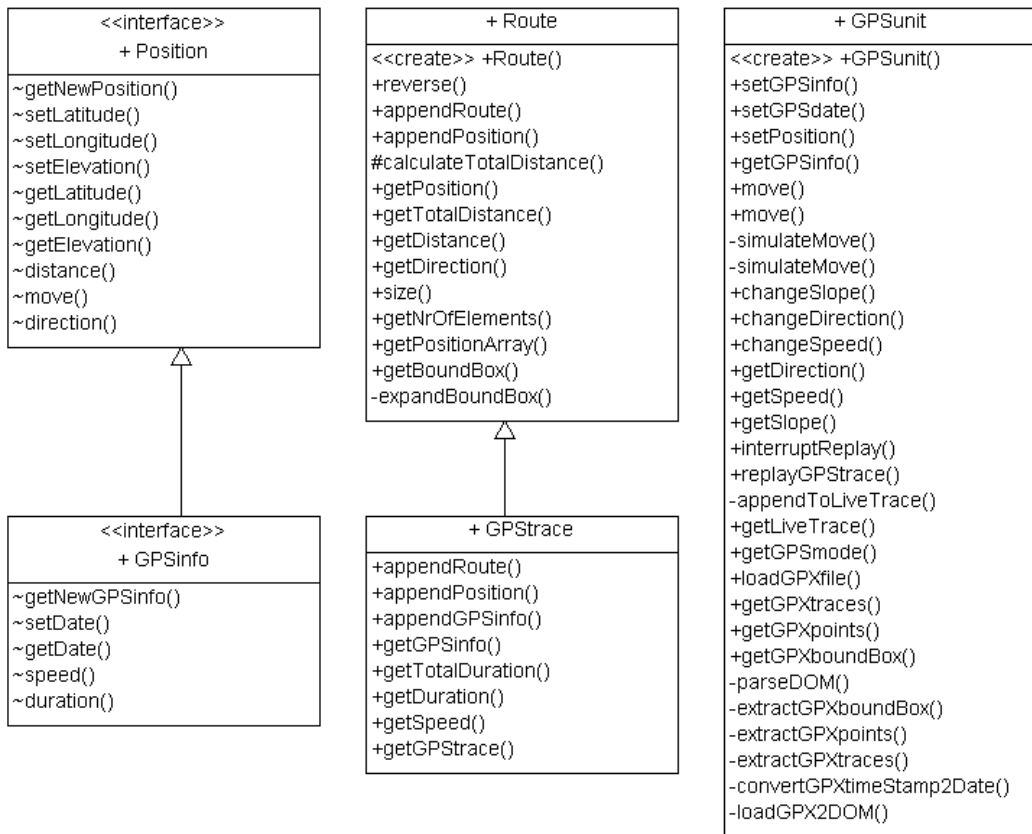 <<interface>>
+ Position
~getNewPosition()
~setLatitude()
~setLongitude()
~setElevation()
~getLatitude()
~getLongitude()
~getElevation()
~distance()
~move()
~direction()
<<interface>>
+ GPSinfo
~getNewGPSinfo()
~setDate()
~getDate()
~speed()
~duration()
+ Route
<<create>> +Route()
+reverse()
+appendRoute()
+appendPosition()
#calculateTotalDistance()
+getPosition()
+getTotalDistance()
+getDistance()
+getDirection()
+size()
+getNrOfElements()
+getPositionArray()
+getBoundBox()
-expandBoundBox()
+ GPStrace
+appendRoute()
+appendPosition()
+appendGPSinfo()
+getGPSinfo()
+getTotalDuration()
+getDuration()
+getSpeed()
+getGPStrace()
+ GPSunit
<<create>> +GPSunit()
+setGPSinfo()
+setGPSdate()
+setPosition()
+getGPSinfo()
+move()
+move()
-simulateMove()
-simulateMove()
+changeSlope()
+changeDirection()
+changeSpeed()
+getDirection()
+getSpeed()
+getSlope()
+interruptReplay()
+replayGPStrace()
-appendToLiveTrace()
+getLiveTrace()
+getGPSmode()
+loadGPXfile()
+getGPXtraces()
+getGPXpoints()
+getGPXboundBox()
-parseDOM()
-extractGPXboundBox()
-extractGPXpoints()
-extractGPXtraces()
-convertGPXtimeStamp2Date()
-loadGPX2DOM()